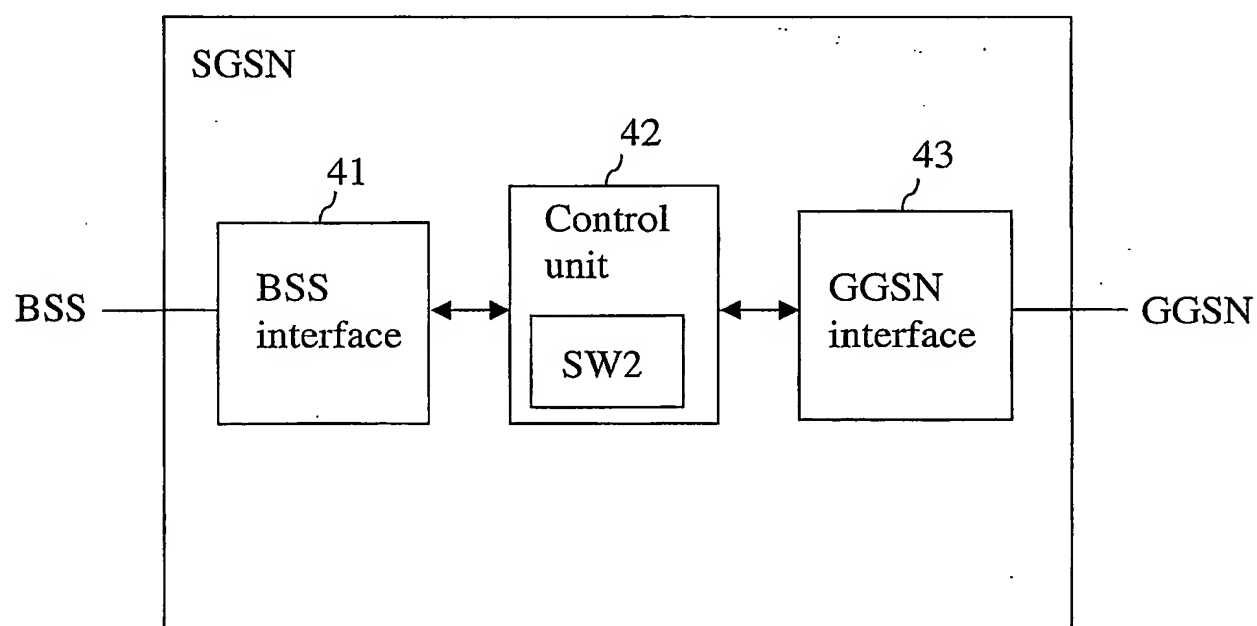 SGSN
41
42
43
BSS
interface
Control
unit
SW2
GGSN
interface
BSS
GGSN